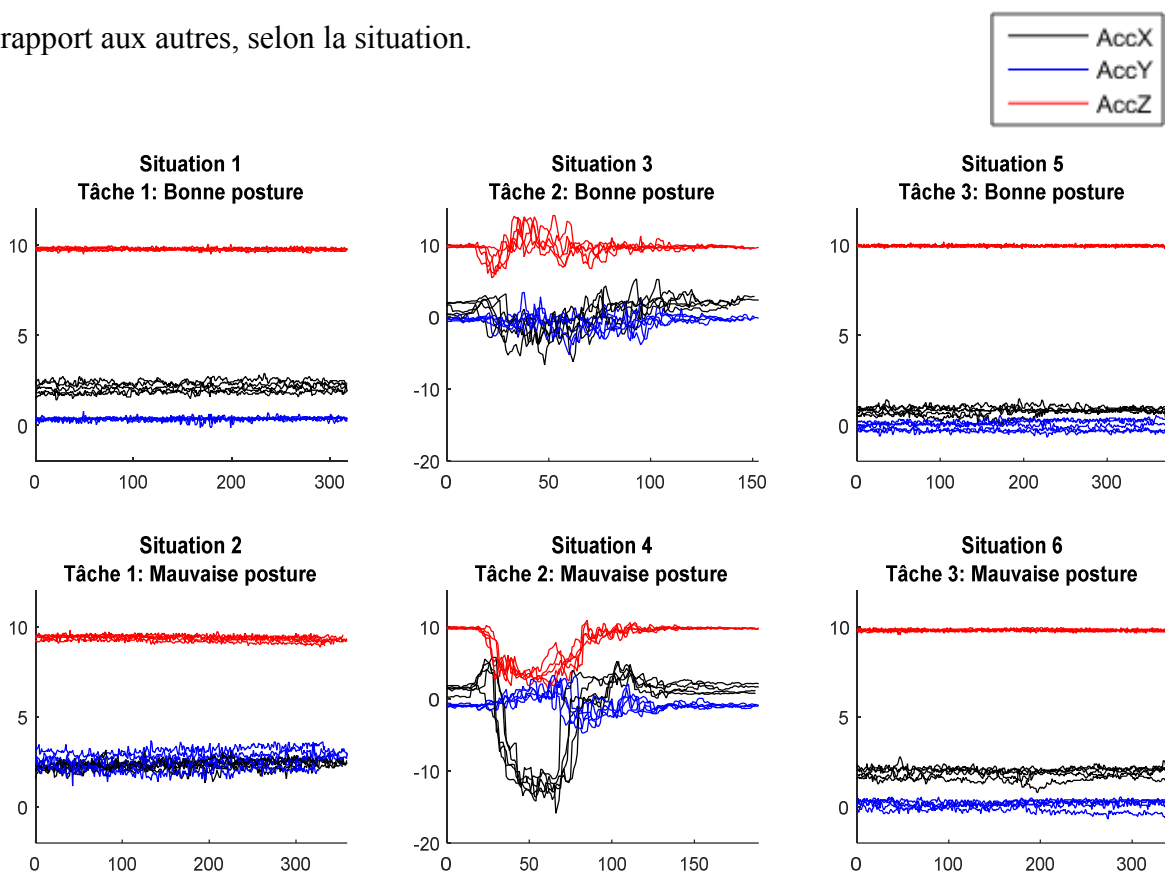 rapport aux autres, selon la situation.
AccX
AccY
AccZ
Situation 1
Tâche 1: Bonne posture
10
5
0
0 100 200 300
Situation 3
Tâche 2: Bonne posture
10
0
-10
-20
0 50 100 150
Situation 5
Tâche 3: Bonne posture
10
5
0
0 100 200 300
Situation 2
Tâche 1: Mauvaise posture
10
5
0
0 100 200 300
Situation 4
Tâche 2: Mauvaise posture
10
0
-10
-20
0 50 100 150
Situation 6
Tâche 3: Mauvaise posture
10
5
0
0 100 200 300